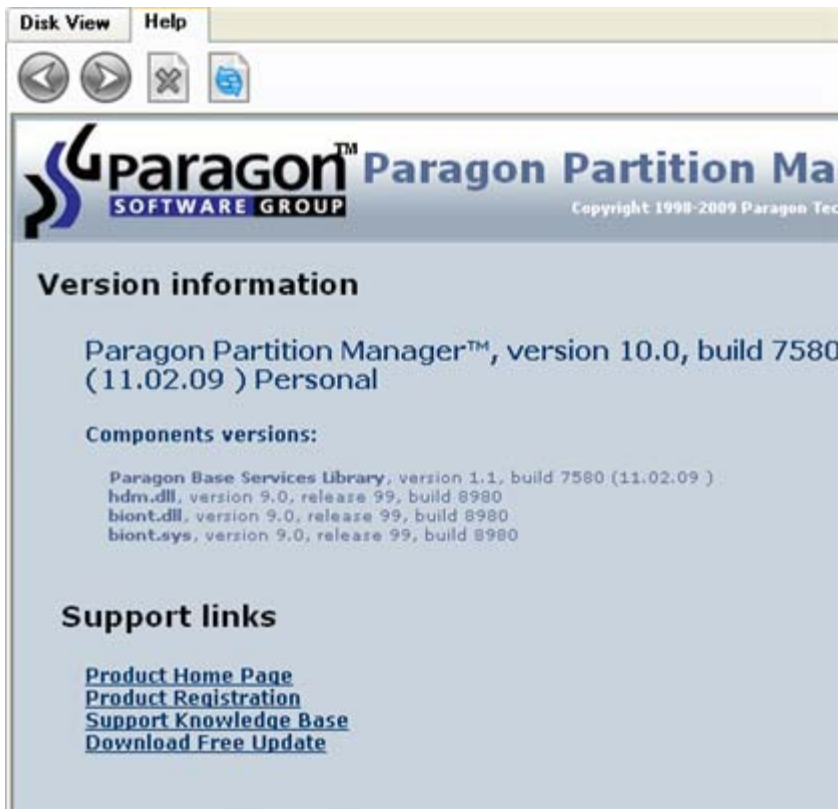 Disk View Help
paragon™
SOFTWARE GROUP
Paragon Partition Ma
Copyright 1998-2009 Paragon Tec
Version information
Paragon Partition Manager™, version 10.0, build 7580
(11.02.09 ) Personal
Components versions:
Paragon Base Services Library, version 1.1, build 7580 (11.02.09 )
hdm.dll, version 9.0, release 99, build 8980
biont.dll, version 9.0, release 99, build 8980
biont.sys, version 9.0, release 99, build 8980
Support links
Product Home Page
Product Registration
Support Knowledge Base
Download Free Update